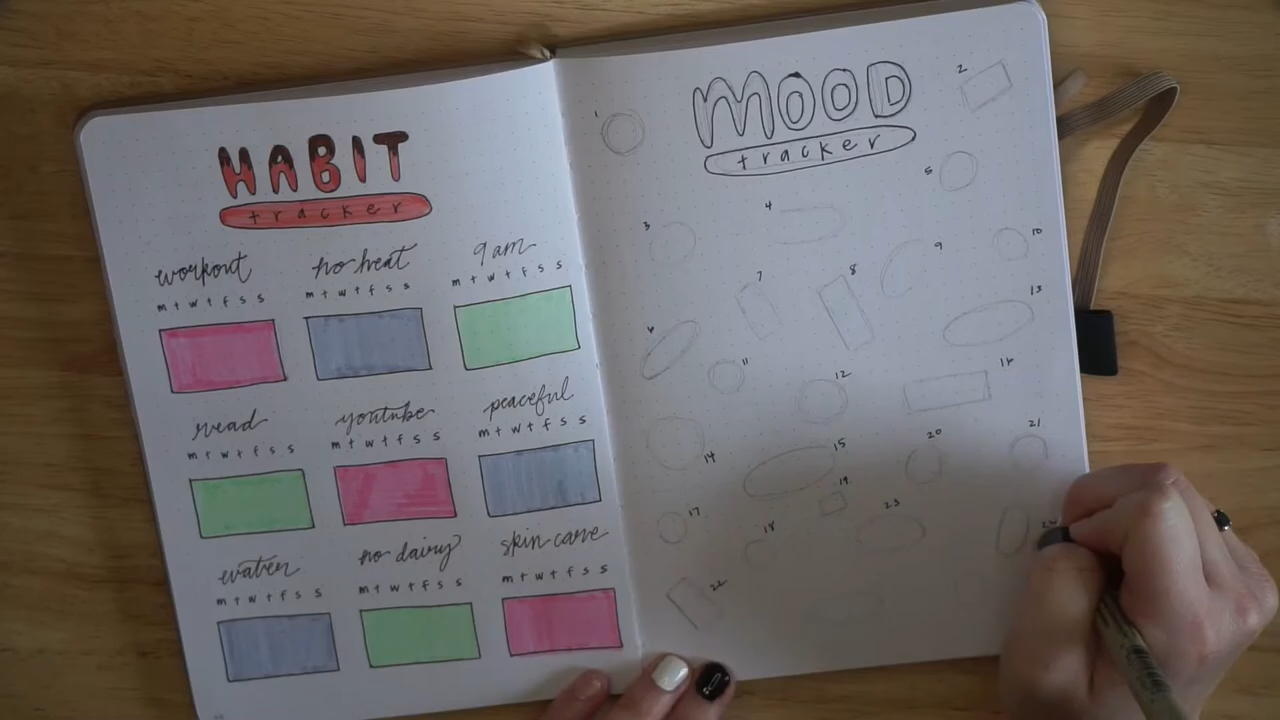 HABIT
tracker
workout
no heat
9am
m t w t f s s
m t w t f s s
m t w t f s s
read
youtube
peaceful
m t w t f s s
m t w t f s s
m t w t f s s
water
no dairy
skin care
m t w t f s s
m t w t f s s
m t w t f s s
MOOD
tracker
1
2
3
4
5
6
7
8
9
10
11
12
13
14
15
17
18
19
20
21
22
23